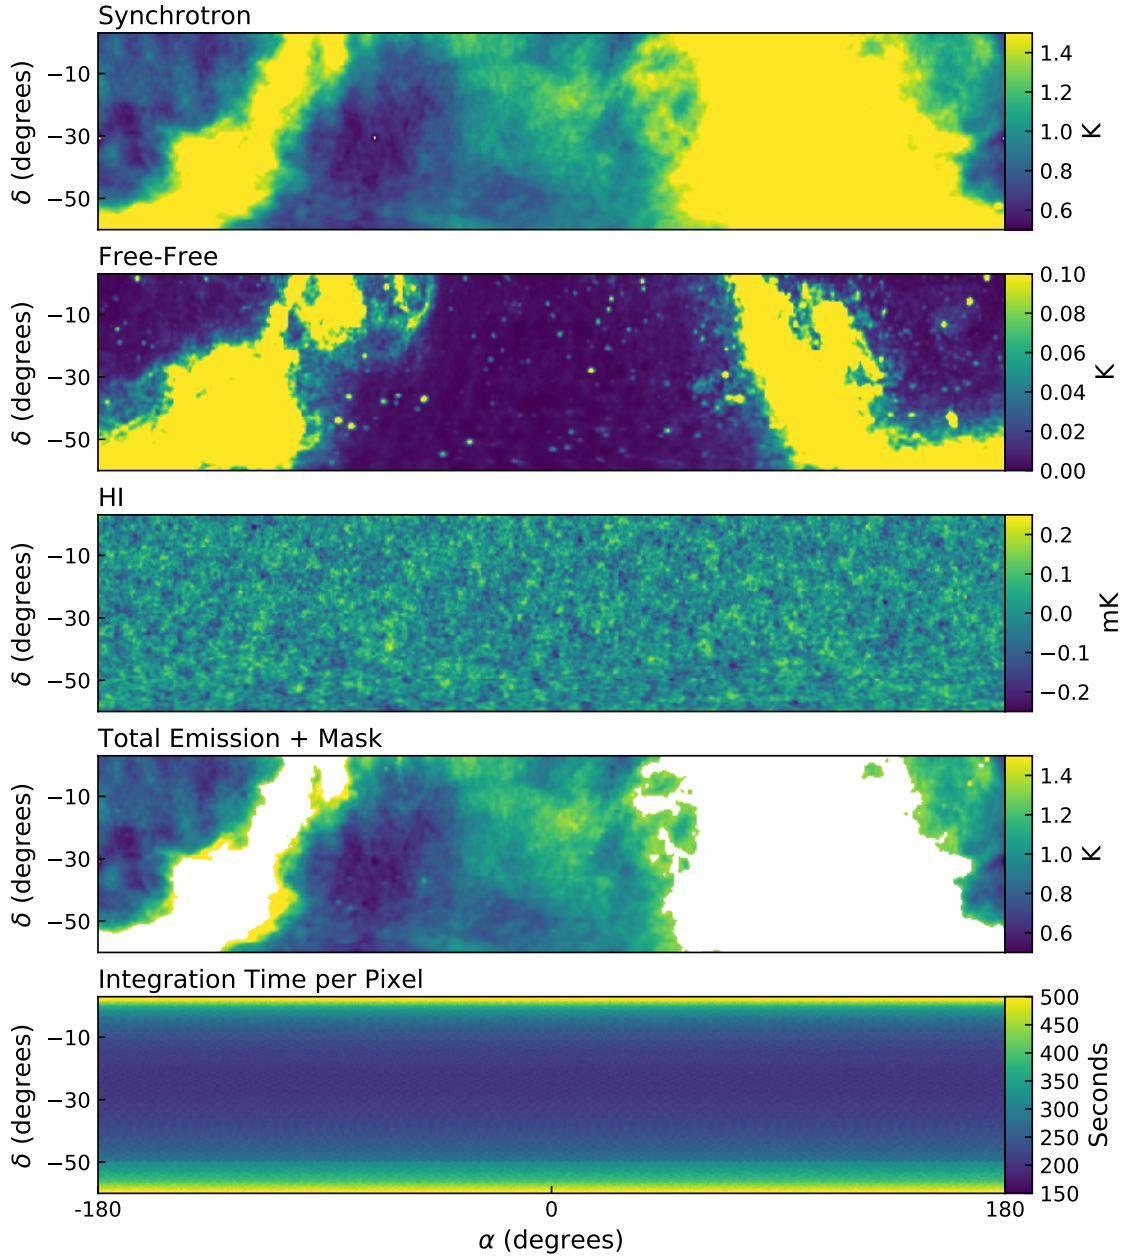 Synchrotron
δ (degrees)
−10
−30
−50
1.4
1.2
1.0
0.8
0.6
K
Free-Free
δ (degrees)
−10
−30
−50
0.10
0.08
0.06
0.04
0.02
0.00
K
HI
δ (degrees)
−10
−30
−50
0.2
0.1
0.0
−0.1
−0.2
mK
Total Emission + Mask
δ (degrees)
−10
−30
−50
1.4
1.2
1.0
0.8
0.6
K
Integration Time per Pixel
δ (degrees)
−10
−30
−50
500
450
400
350
300
250
200
150
Seconds
-180 0 180
α (degrees)